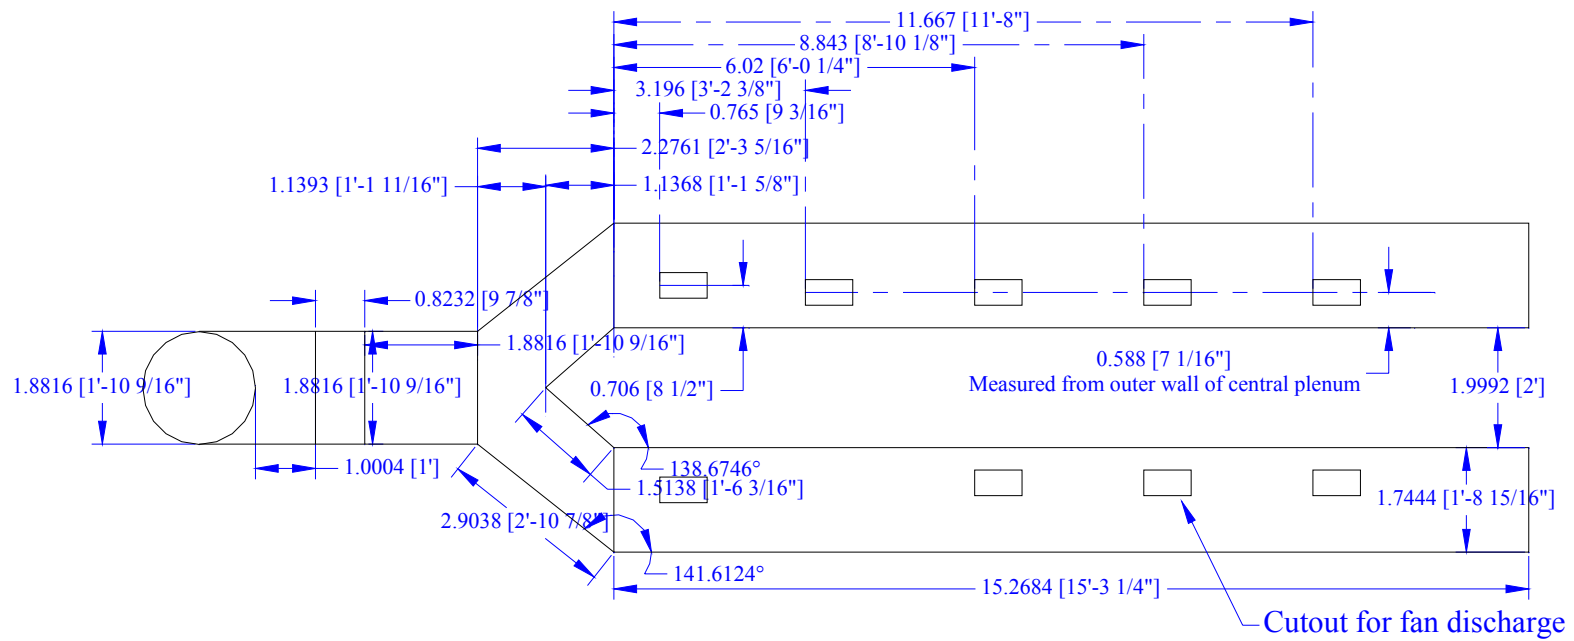 11.667 [11'-8"]
8.843 [8'-10 1/8"]
6.02 [6'-0 1/4"]
3.196 [3'-2 3/8"]
0.765 [9 3/16"]
2.2761 [2'-3 5/16"]
1.1393 [1'-1 11/16"]
1.1368 [1'-1 5/8"]
0.8232 [9 7/8"]
1.8816 [1'-10 9/16"]
1.8816 [1'-10 9/16"]
1.8816 [1'-10 9/16"]
0.706 [8 1/2"]
0.588 [7 1/16"]
Measured from outer wall of central plenum
1.9992 [2']
1.0004 [1']
138.6746°
1.5138 [1'-6 3/16"]
2.9038 [2'-10 7/8"]
1.7444 [1'-8 15/16"]
141.6124°
15.2684 [15'-3 1/4"]
Cutout for fan discharge